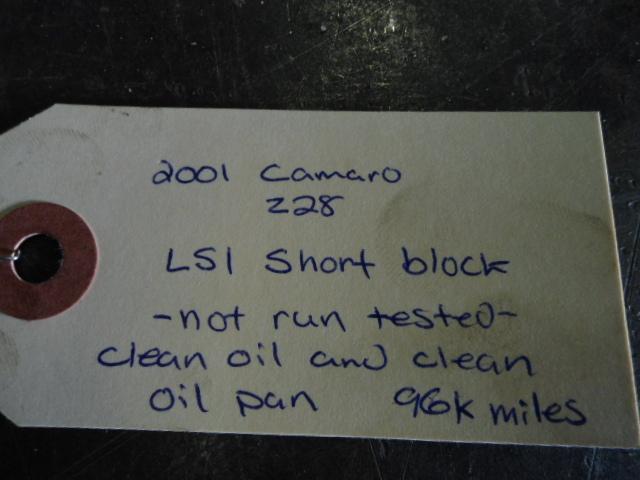 2001 Camaro
Z28
LS1 Short block
-not run tested-
clean oil and clean
oil pan 96k miles